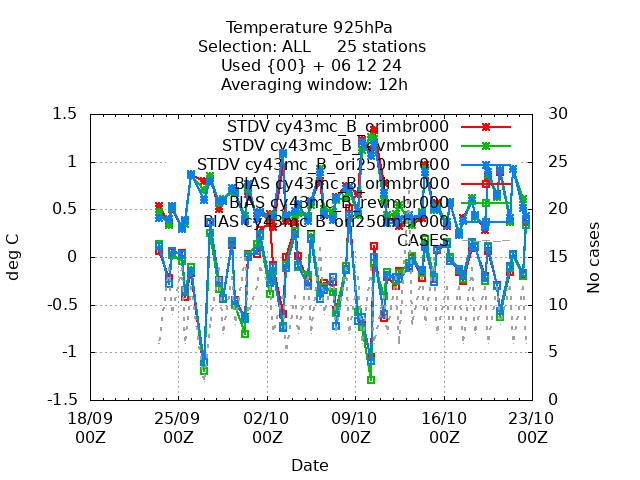 Temperature 925hPa
Selection: ALL     25 stations
Used {00} + 06 12 24
Averaging window: 12h
STDV cy43mc_B_orimbr000
STDV cy43mc_B_revmbr000
STDV cy43mc_B_ori250mbr000
BIAS cy43mc_B_orimbr000
BIAS cy43mc_B_revmbr000
BIAS cy43mc_B_ori250mbr000
CASES
deg C
1.5
1
0.5
0
-0.5
-1
-1.5
No cases
30
25
20
15
10
5
0
18/09 25/09 02/10 09/10 16/10 23/10
00Z 00Z 00Z 00Z 00Z 00Z
Date